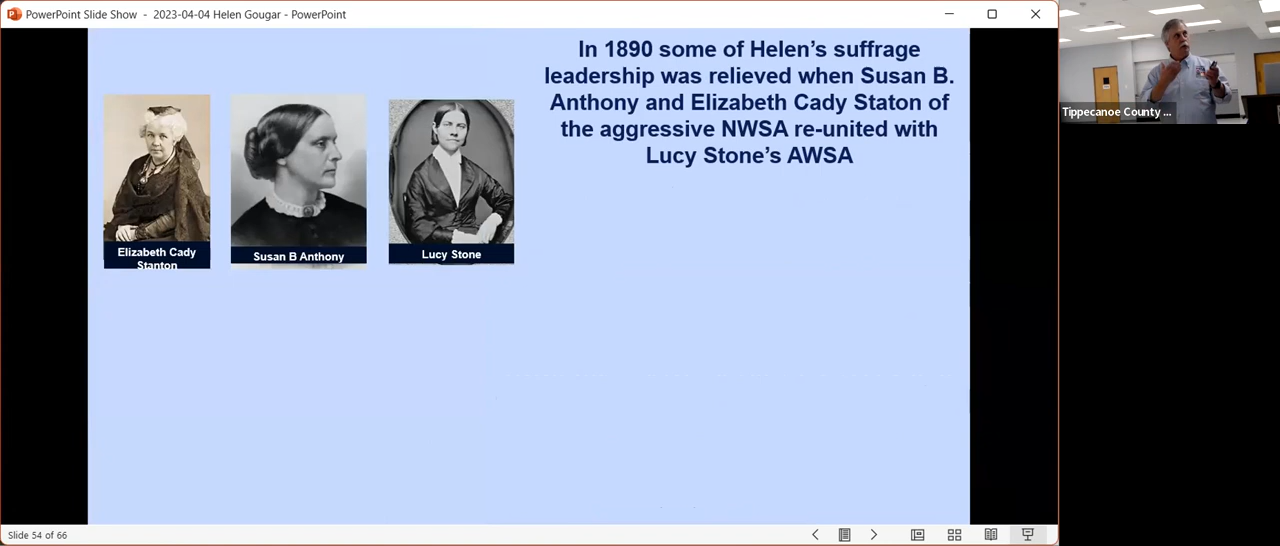 PowerPoint Slide Show - 2023-04-04 Helen Gougar - PowerPoint
In 1890 some of Helen's suffrage
leadership was relieved when Susan B.
Anthony and Elizabeth Cady Staton of
the aggressive NWSA re-united with
Lucy Stone's AWSA
Elizabeth Cady
Stanton
Susan B Anthony
Lucy Stone
Tippecanoe County ...
Slide 54 of 66